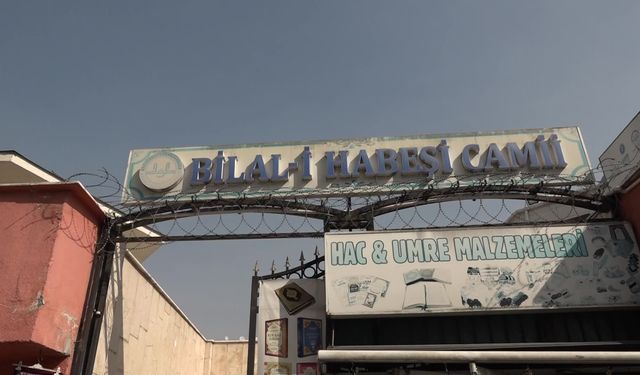 BİLAL-İ HABEŞİ CAMİİ
HAC & UMRE MALZEMELERİ